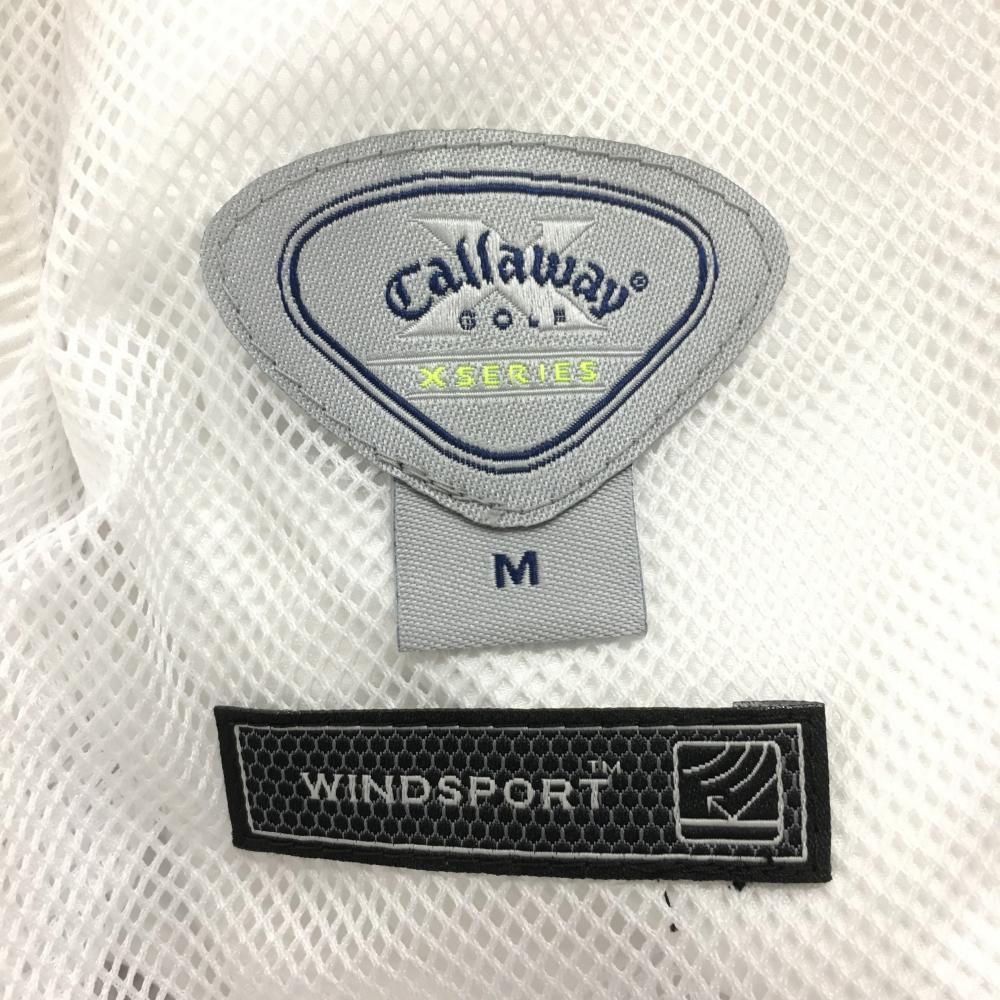 X
Callaway®
GOLF
X SERIES
M
WINDSPORT™